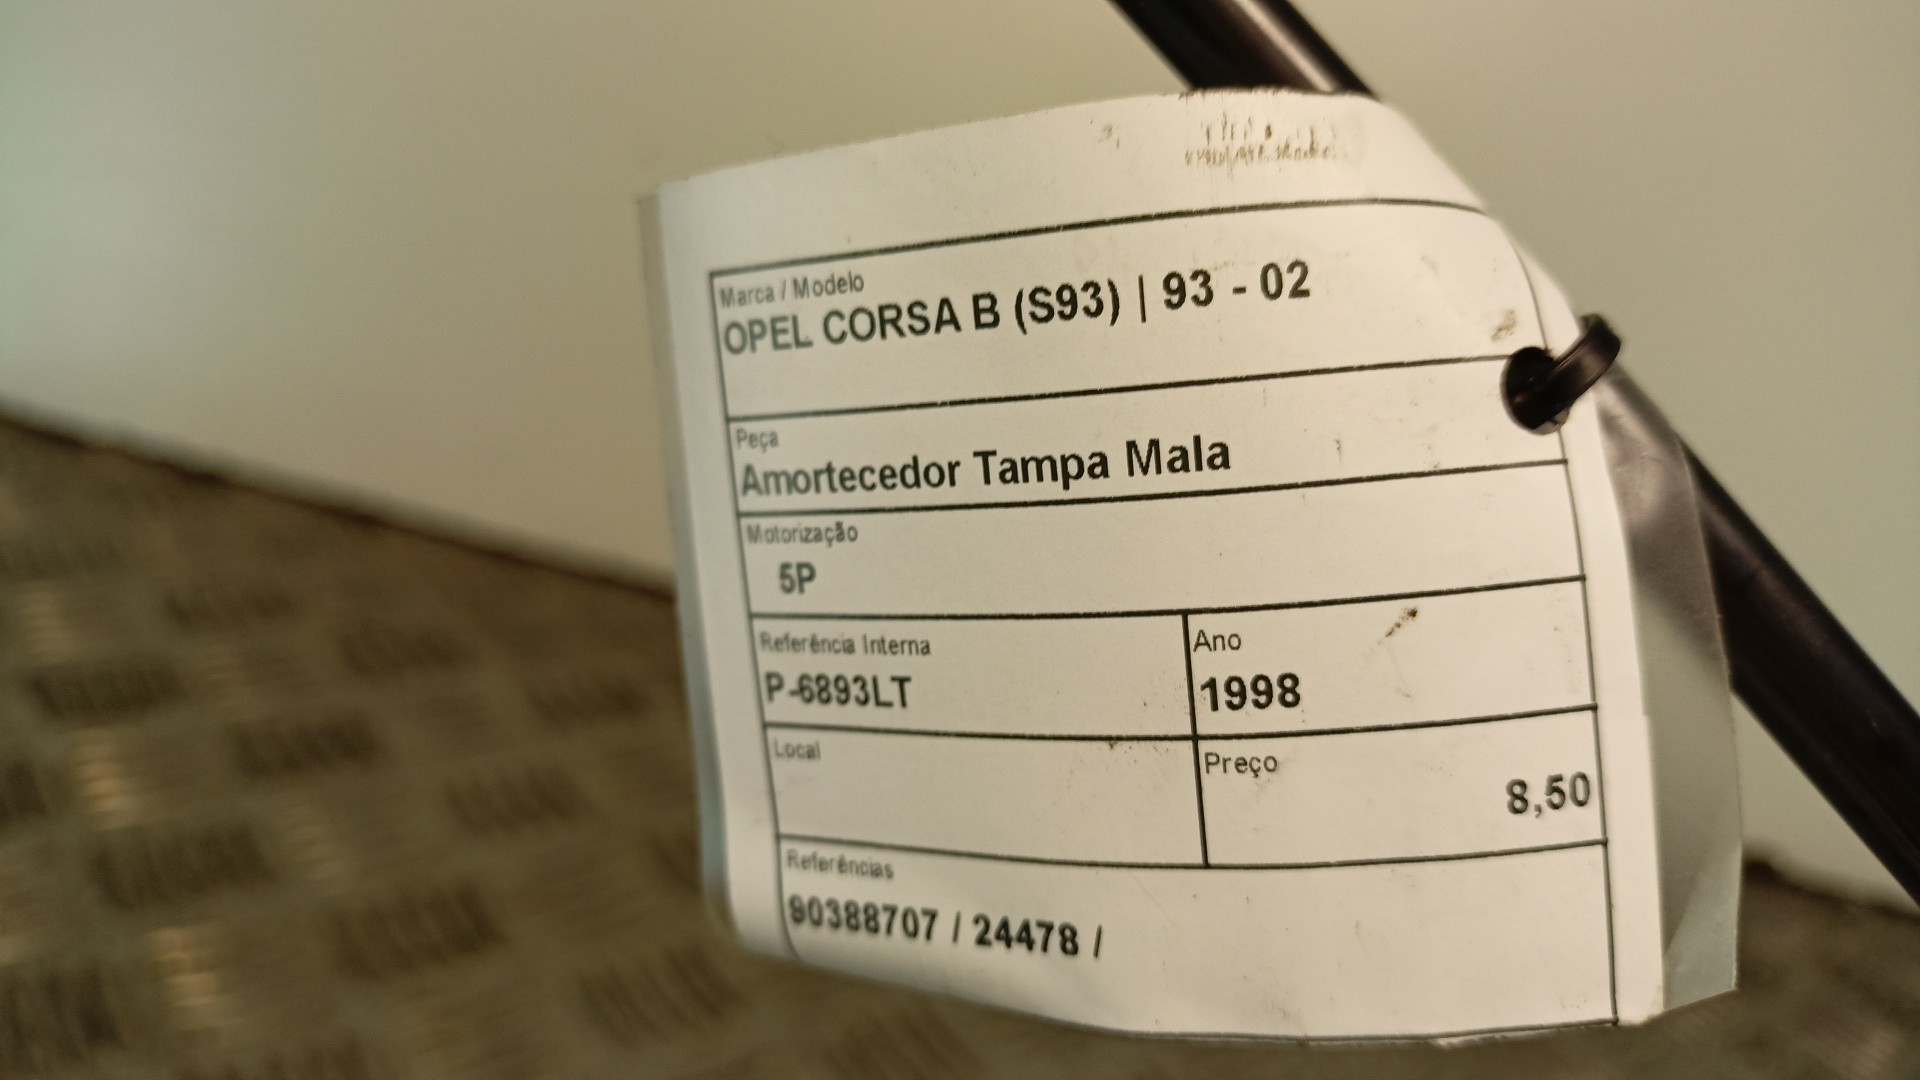 Marca / Modelo
OPEL CORSA B (S93) | 93 - 02
Peça
Amortecedor Tampa Mala
Motorização
5P
Referência Interna
P-6893LT
Ano
1998
Local
Preço
8,50
Referências
90388707 / 24478 /